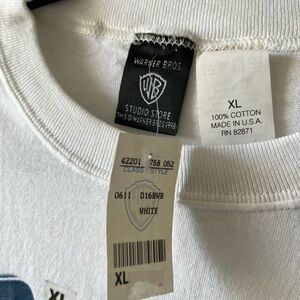 WARNER BROS
WB
STUDIO STORE
XL
100% COTTON
MADE IN U.S.A.
RN 82871
42201 758 052
CLASS STYLE
0611 D16BWB
WHITE
XL